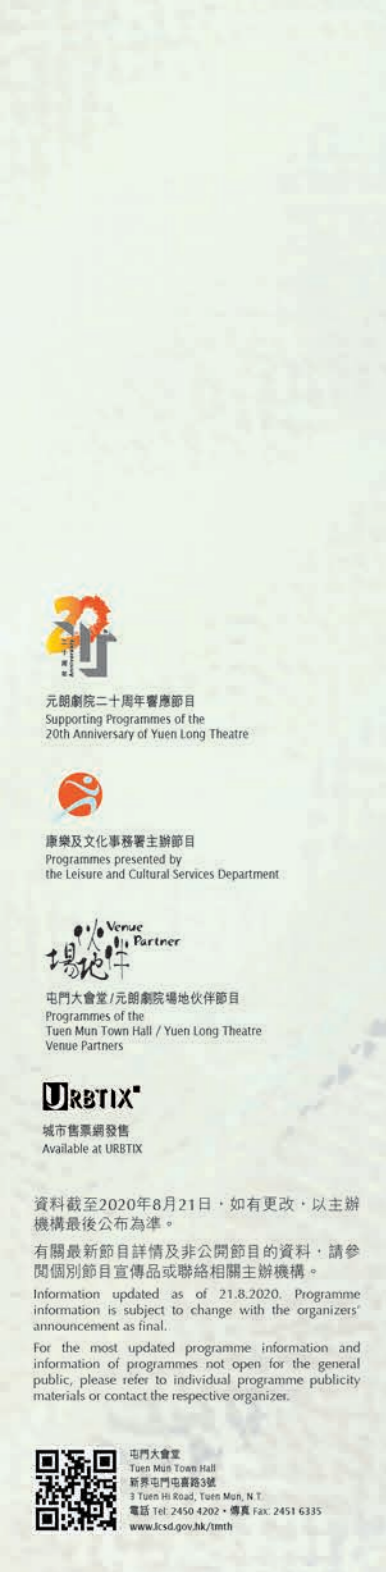 20
二十周年
元朗劇院二十周年響應節目
Supporting Programmes of the
20th Anniversary of Yuen Long Theatre
康樂及文化事務署主辦節目
Programmes presented by
the Leisure and Cultural Services Department
場地伙伴 Venue Partner
屯門大會堂/元朗劇院場地伙伴節目
Programmes of the
Tuen Mun Town Hall / Yuen Long Theatre
Venue Partners
URBTIX
城市售票網發售
Available at URBTIX
資料截至2020年8月21日，如有更改，以主辦
機構最後公布為準。
有關最新節目詳情及非公開節目的資料，請參
閱個別節目宣傳品或聯絡相關主辦機構。
Information updated as of 21.8.2020. Programme
information is subject to change with the organizers'
announcement as final.
For the most updated programme information and
information of programmes not open for the general
public, please refer to individual programme publicity
materials or contact the respective organizer.
屯門大會堂
Tuen Mun Town Hall
新界屯門屯喜路3號
3 Tuen Hi Road, Tuen Mun, N.T.
電話 Tel: 2450 4202・傳真 Fax: 2451 6335
www.lcsd.gov.hk/tmth